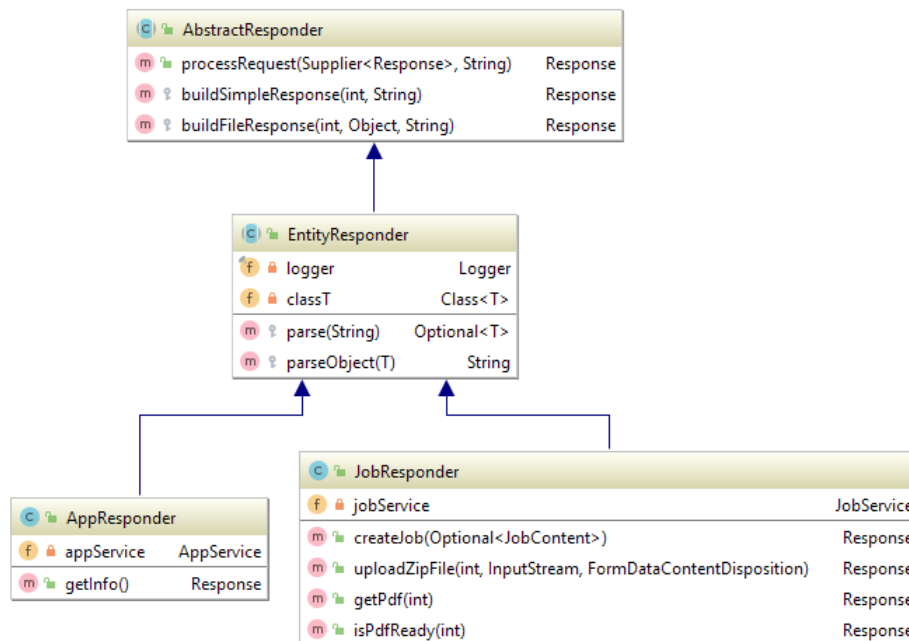 AbstractResponder
processRequest(Supplier<Response>, String) Response
buildSimpleResponse(int, String) Response
buildFileResponse(int, Object, String) Response
EntityResponder
logger Logger
classT Class<T>
parse(String) Optional<T>
parseObject(T) String
AppResponder
appService AppService
getInfo() Response
JobResponder
jobService JobService
createJob(Optional<JobContent>) Response
uploadZipFile(int, InputStream, FormDataContentDisposition) Response
getPdf(int) Response
isPdfReady(int) Response